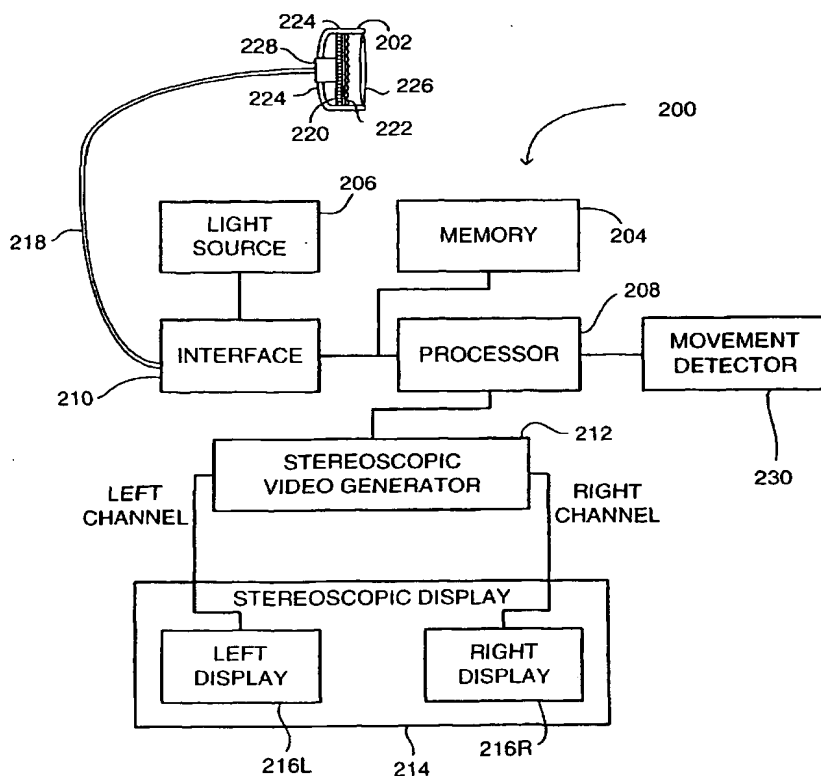 224 202
228
224
226
220 222
200
206
LIGHT
SOURCE
MEMORY
204
218
208
INTERFACE
PROCESSOR
MOVEMENT
DETECTOR
210
212
230
STEREOSCOPIC
VIDEO GENERATOR
LEFT
CHANNEL
RIGHT
CHANNEL
STEREOSCOPIC DISPLAY
LEFT
DISPLAY
RIGHT
DISPLAY
216L
214
216R